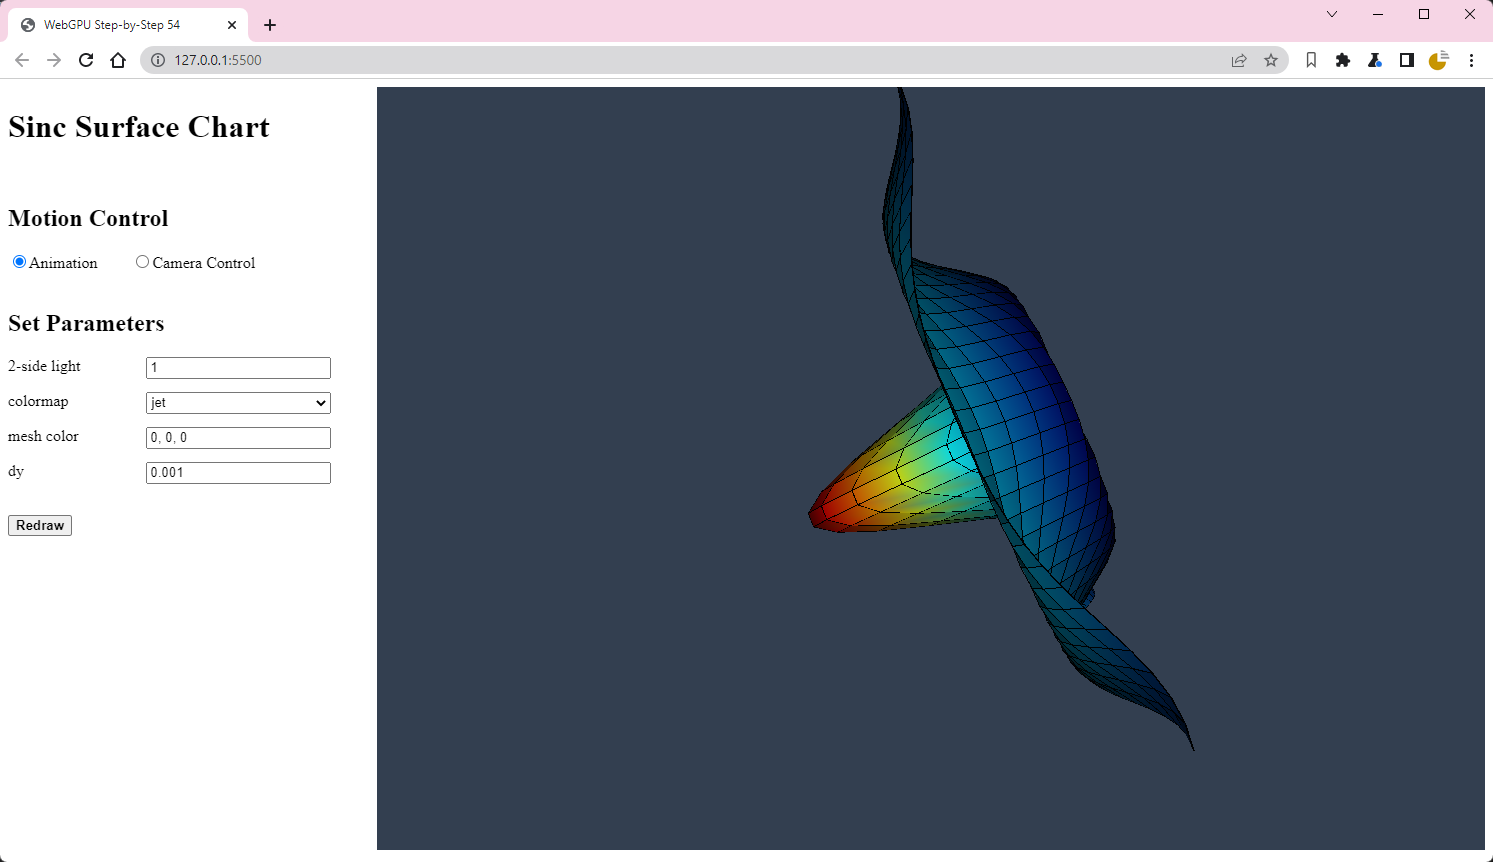 WebGPU Step-by-Step 54
127.0.0.1:5500
Sinc Surface Chart
Motion Control
Animation Camera Control
Set Parameters
2-side light 1
colormap jet
mesh color 0, 0, 0
dy 0.001
Redraw